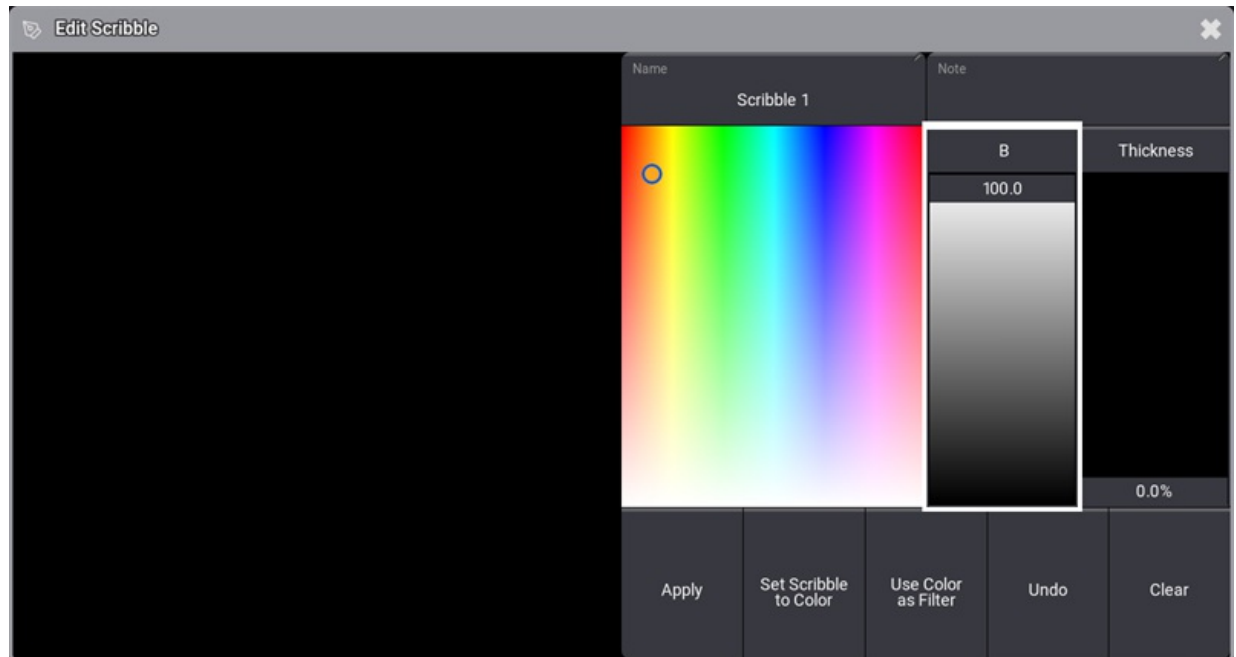 Edit Scribble
Name
Note
Scribble 1
B
Thickness
100.0
0.0%
Apply
Set Scribble
to Color
Use Color
as Filter
Undo
Clear